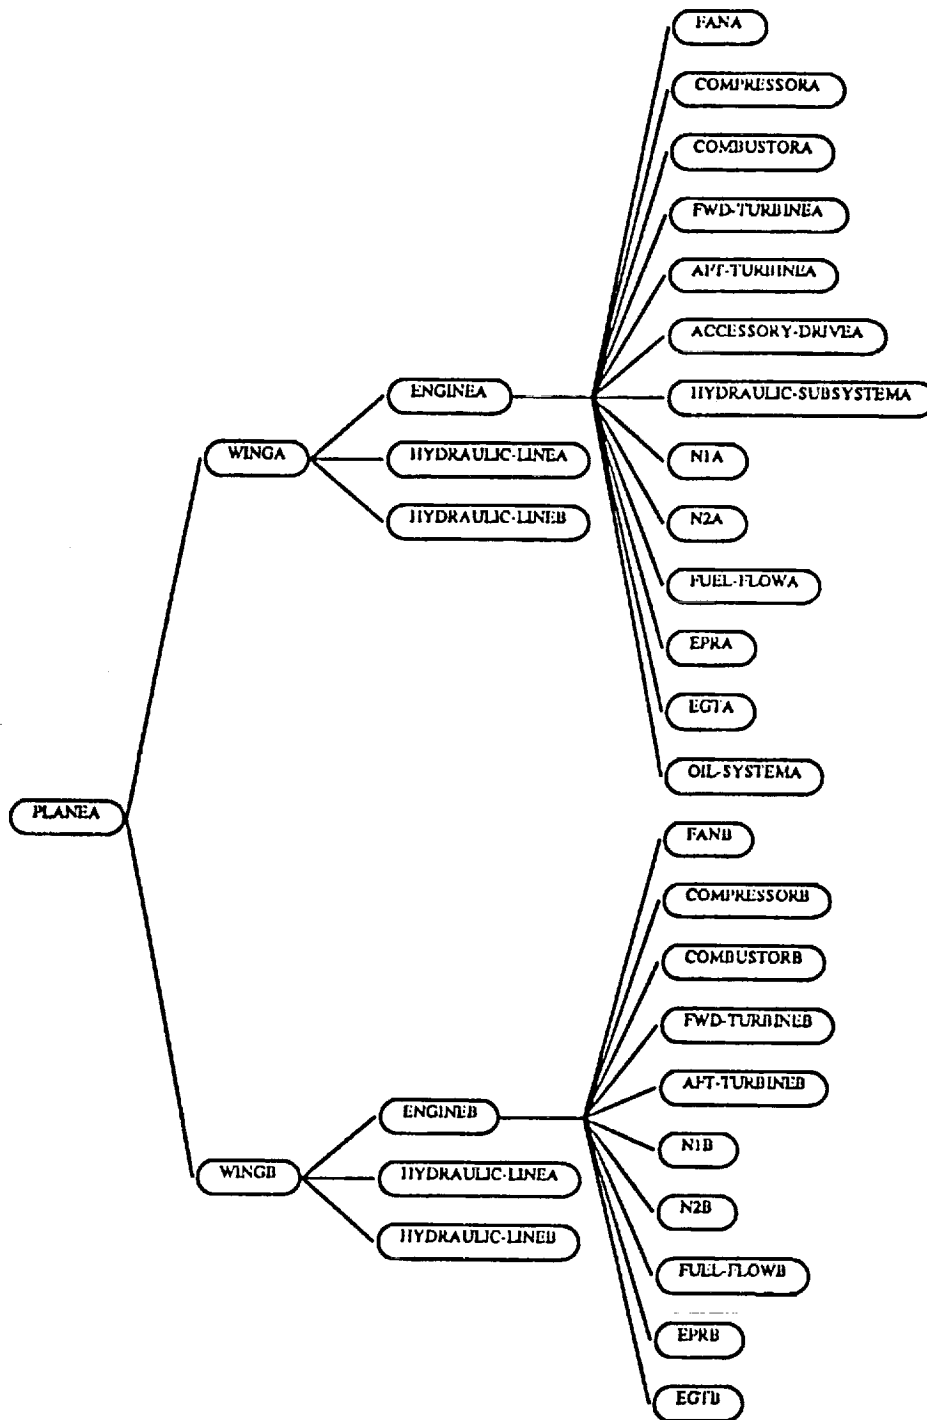 FANA
COMPRESSORA
COMBUSTORA
FWD-TURBINEA
AFT-TURBINEA
ACCESSORY-DRIVEA
ENGINEA
HYDRAULIC-SUBSYSTEMA
WINGA
HYDRAULIC-LINEA
N1A
HYDRAULIC-LINEB
N2A
FUEL-FLOWA
EPRA
EGTA
OIL-SYSTEMA
PLANEA
FANB
COMPRESSORB
COMBUSTORB
FWD-TURBINEB
AFT-TURBINEB
ENGINEB
N1B
WINGB
HYDRAULIC-LINEA
N2B
HYDRAULIC-LINEB
FUEL-FLOWB
EPRB
EGTB